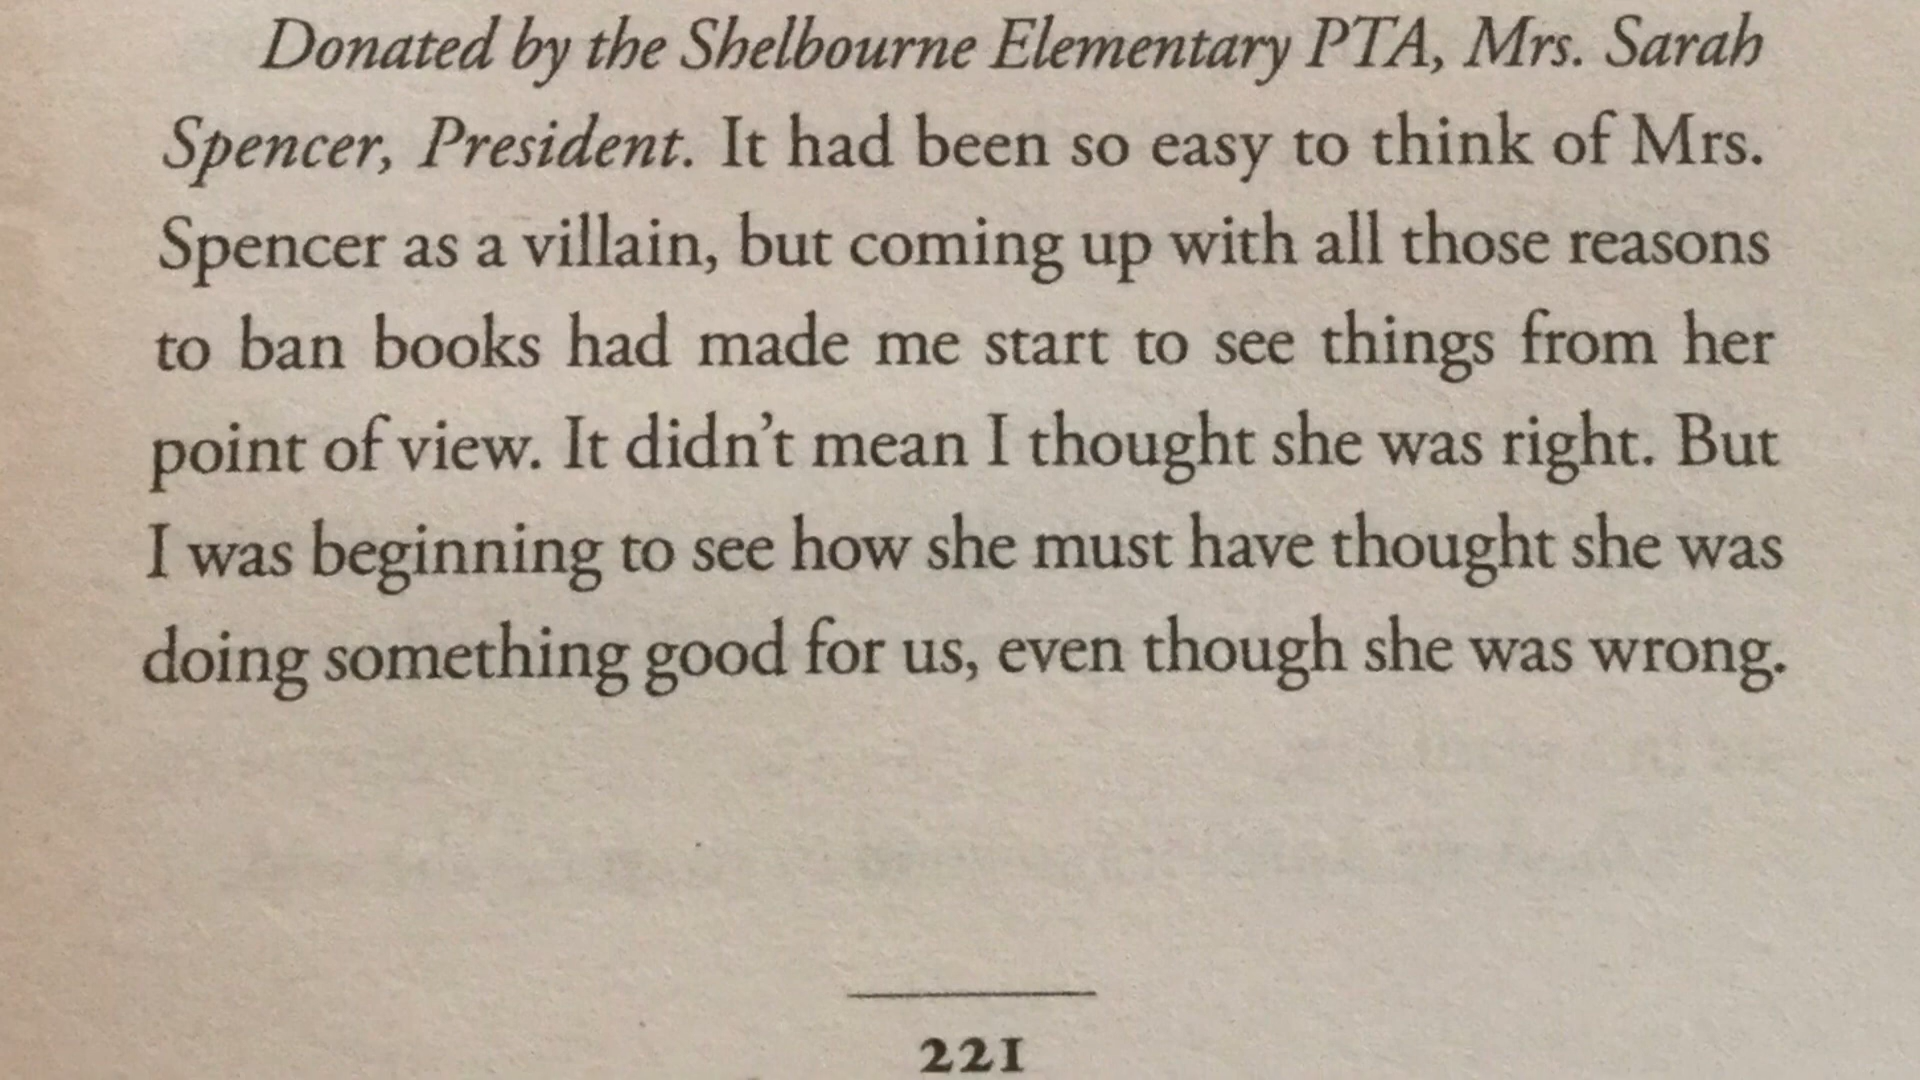 Donated by the Shelbourne Elementary PTA, Mrs. Sarah
Spencer, President. It had been so easy to think of Mrs.
Spencer as a villain, but coming up with all those reasons
to ban books had made me start to see things from her
point of view. It didn't mean I thought she was right. But
I was beginning to see how she must have thought she was
doing something good for us, even though she was wrong.
221